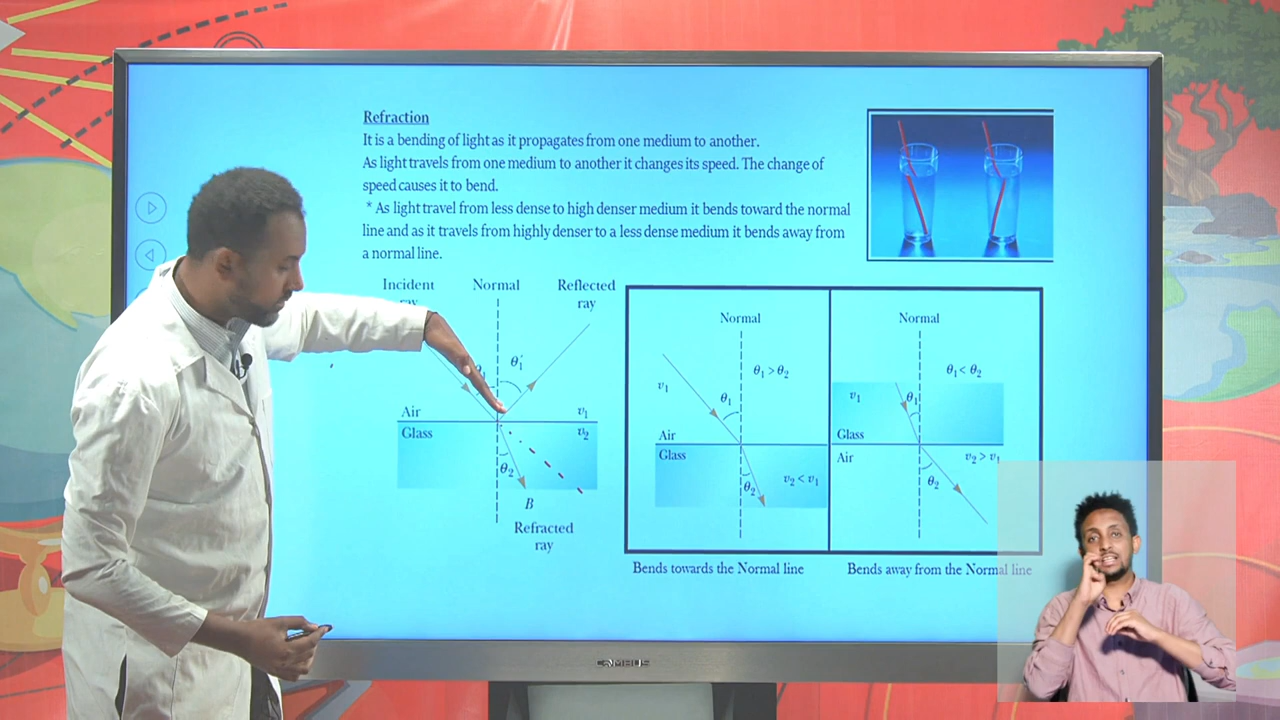 Refraction
It is a bending of light as it propagates from one medium to another.
As light travels from one medium to another it changes its speed. The change of
speed causes it to bend.
* As light travel from less dense to high denser medium it bends toward the normal
line and as it travels from highly denser to a less dense medium it bends away from
a normal line.
Incident
ray
Normal
Reflected
ray
θ₁
θ₁′
Air
v₁
Glass
v₂
θ₂
B
Refracted
ray
Normal
θ₁ > θ₂
v₁
θ₁
Air
Glass
θ₂
v₂ < v₁
Bends towards the Normal line
Normal
θ₁ < θ₂
v₁
θ₁
Glass
Air
v₂ > v₁
θ₂
Bends away from the Normal line
CAMBUS